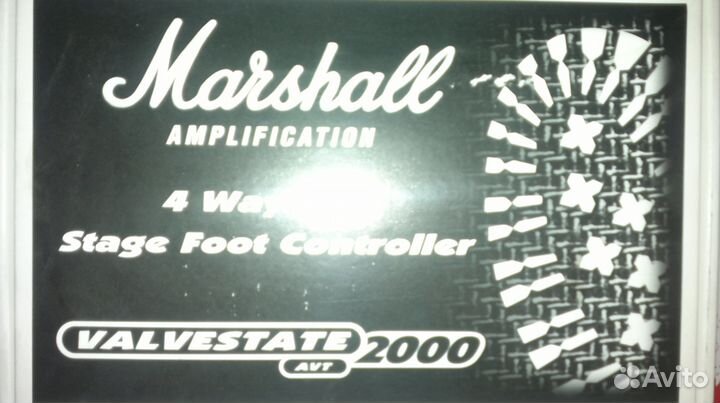 Marshall
AMPLIFICATION
4 Way
Stage Foot Controller
VALVESTATE 2000
AVT
Avito